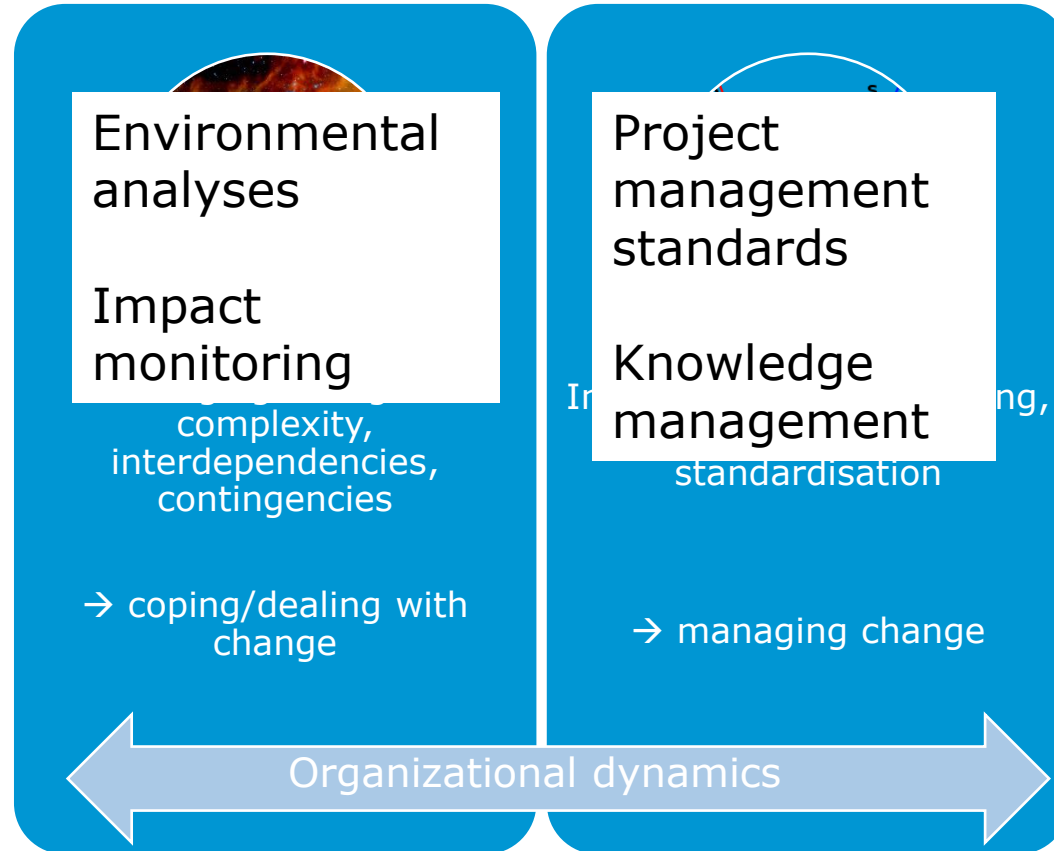 Environmental
analyses
Impact
monitoring
complexity,
interdependencies,
contingencies
→ coping/dealing with
change
s
Project
management
standards
Knowledge
management
standardisation
→ managing change
Organizational dynamics